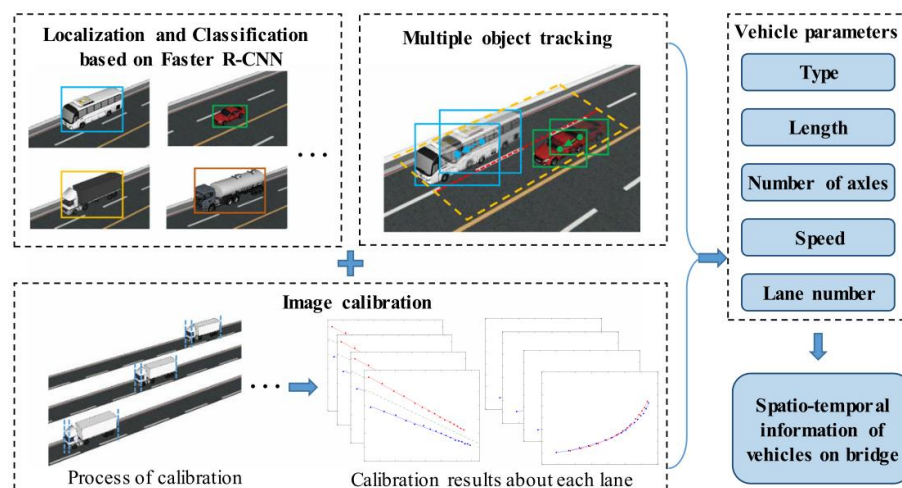 Localization and Classification
based on Faster R-CNN
Multiple object tracking
Vehicle parameters
Type
Length
Number of axles
Speed
Lane number
Image calibration
Process of calibration
Calibration results about each lane
Spatio-temporal
information of
vehicles on bridge